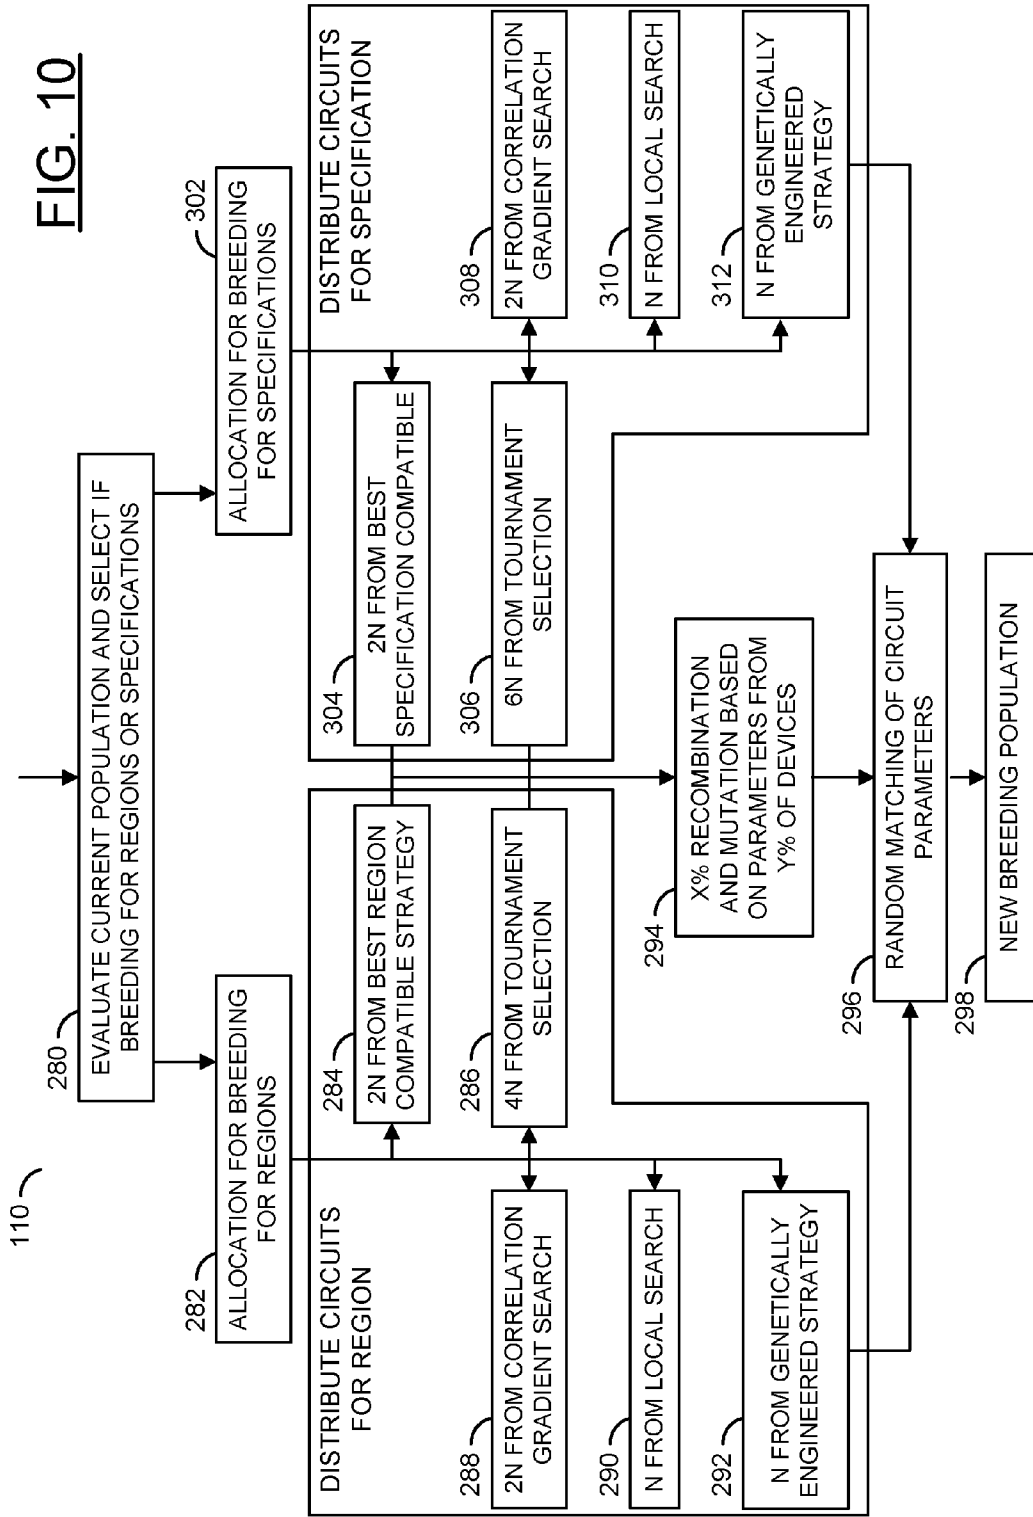 FIG. 10
110
280
EVALUATE CURRENT POPULATION AND SELECT IF
BREEDING FOR REGIONS OR SPECIFICATIONS
282
ALLOCATION FOR BREEDING
FOR REGIONS
302
ALLOCATION FOR BREEDING
FOR SPECIFICATIONS
DISTRIBUTE CIRCUITS
FOR REGION
284
2N FROM BEST REGION
COMPATIBLE STRATEGY
286
4N FROM TOURNAMENT
SELECTION
288
2N FROM CORRELATION
GRADIENT SEARCH
290
N FROM LOCAL SEARCH
292
N FROM GENETICALLY
ENGINEERED STRATEGY
DISTRIBUTE CIRCUITS
FOR SPECIFICATION
304
2N FROM BEST
SPECIFICATION COMPATIBLE
306
6N FROM TOURNAMENT
SELECTION
308
2N FROM CORRELATION
GRADIENT SEARCH
310
N FROM LOCAL SEARCH
312
N FROM GENETICALLY
ENGINEERED
STRATEGY
294
X% RECOMBINATION
AND MUTATION BASED
ON PARAMETERS FROM
Y% OF DEVICES
296
RANDOM MATCHING OF CIRCUIT
PARAMETERS
298
NEW BREEDING POPULATION